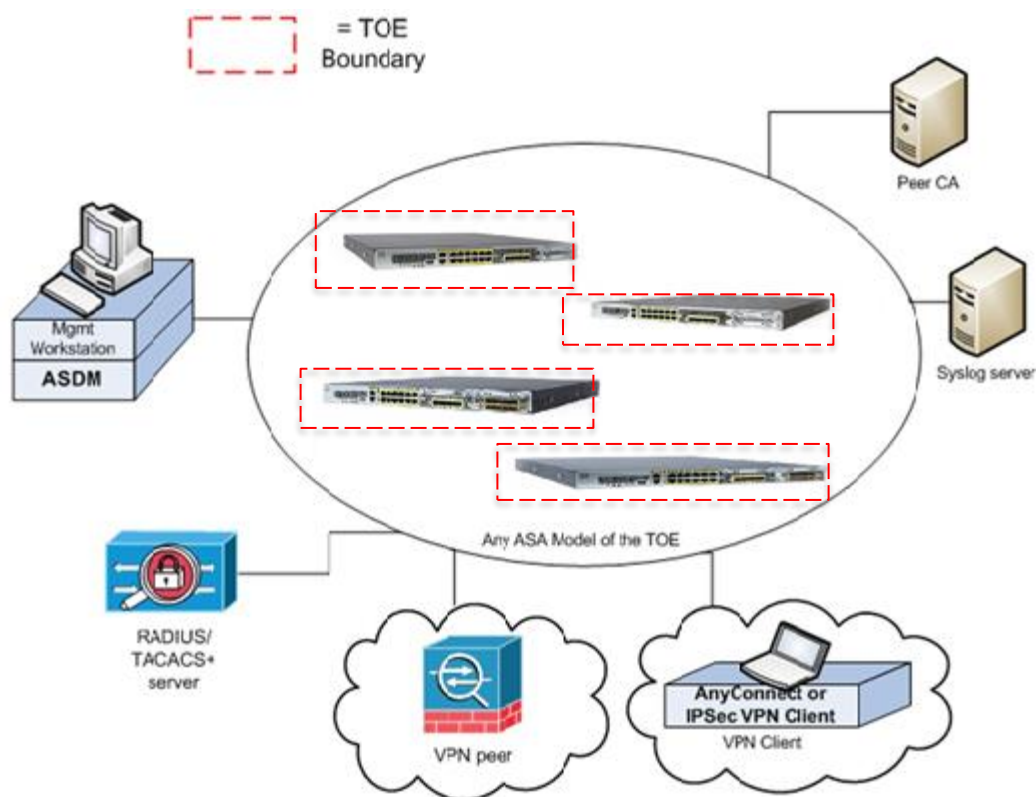 = TOE
Boundary
Peer CA
Mgmt
Workstation
ASDM
Syslog server
Any ASA Model of the TOE
RADIUS/
TACACS+
server
VPN peer
AnyConnect or
IPSec VPN Client
VPN Client